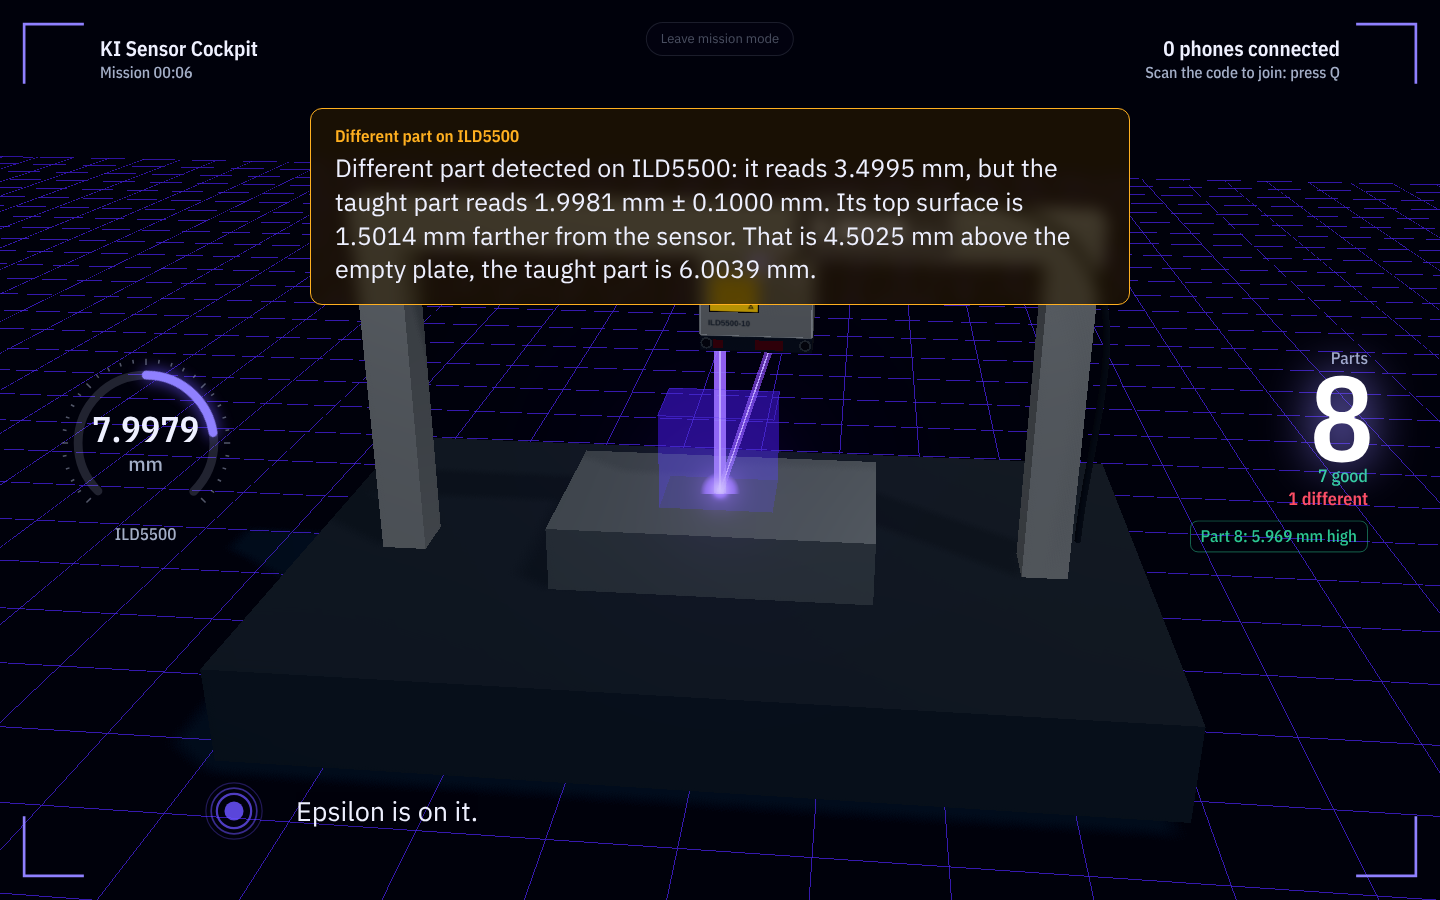 KI Sensor Cockpit
Mission 00:06
Leave mission mode
0 phones connected
Scan the code to join: press Q
Different part on ILD5500
Different part detected on ILD5500: it reads 3.4995 mm, but the
taught part reads 1.9981 mm ± 0.1000 mm. Its top surface is
1.5014 mm farther from the sensor. That is 4.5025 mm above the
empty plate, the taught part is 6.0039 mm.
ILD5500-10
7.9979
mm
ILD5500
Parts
8
7 good
1 different
Part 8: 5.969 mm high
Epsilon is on it.